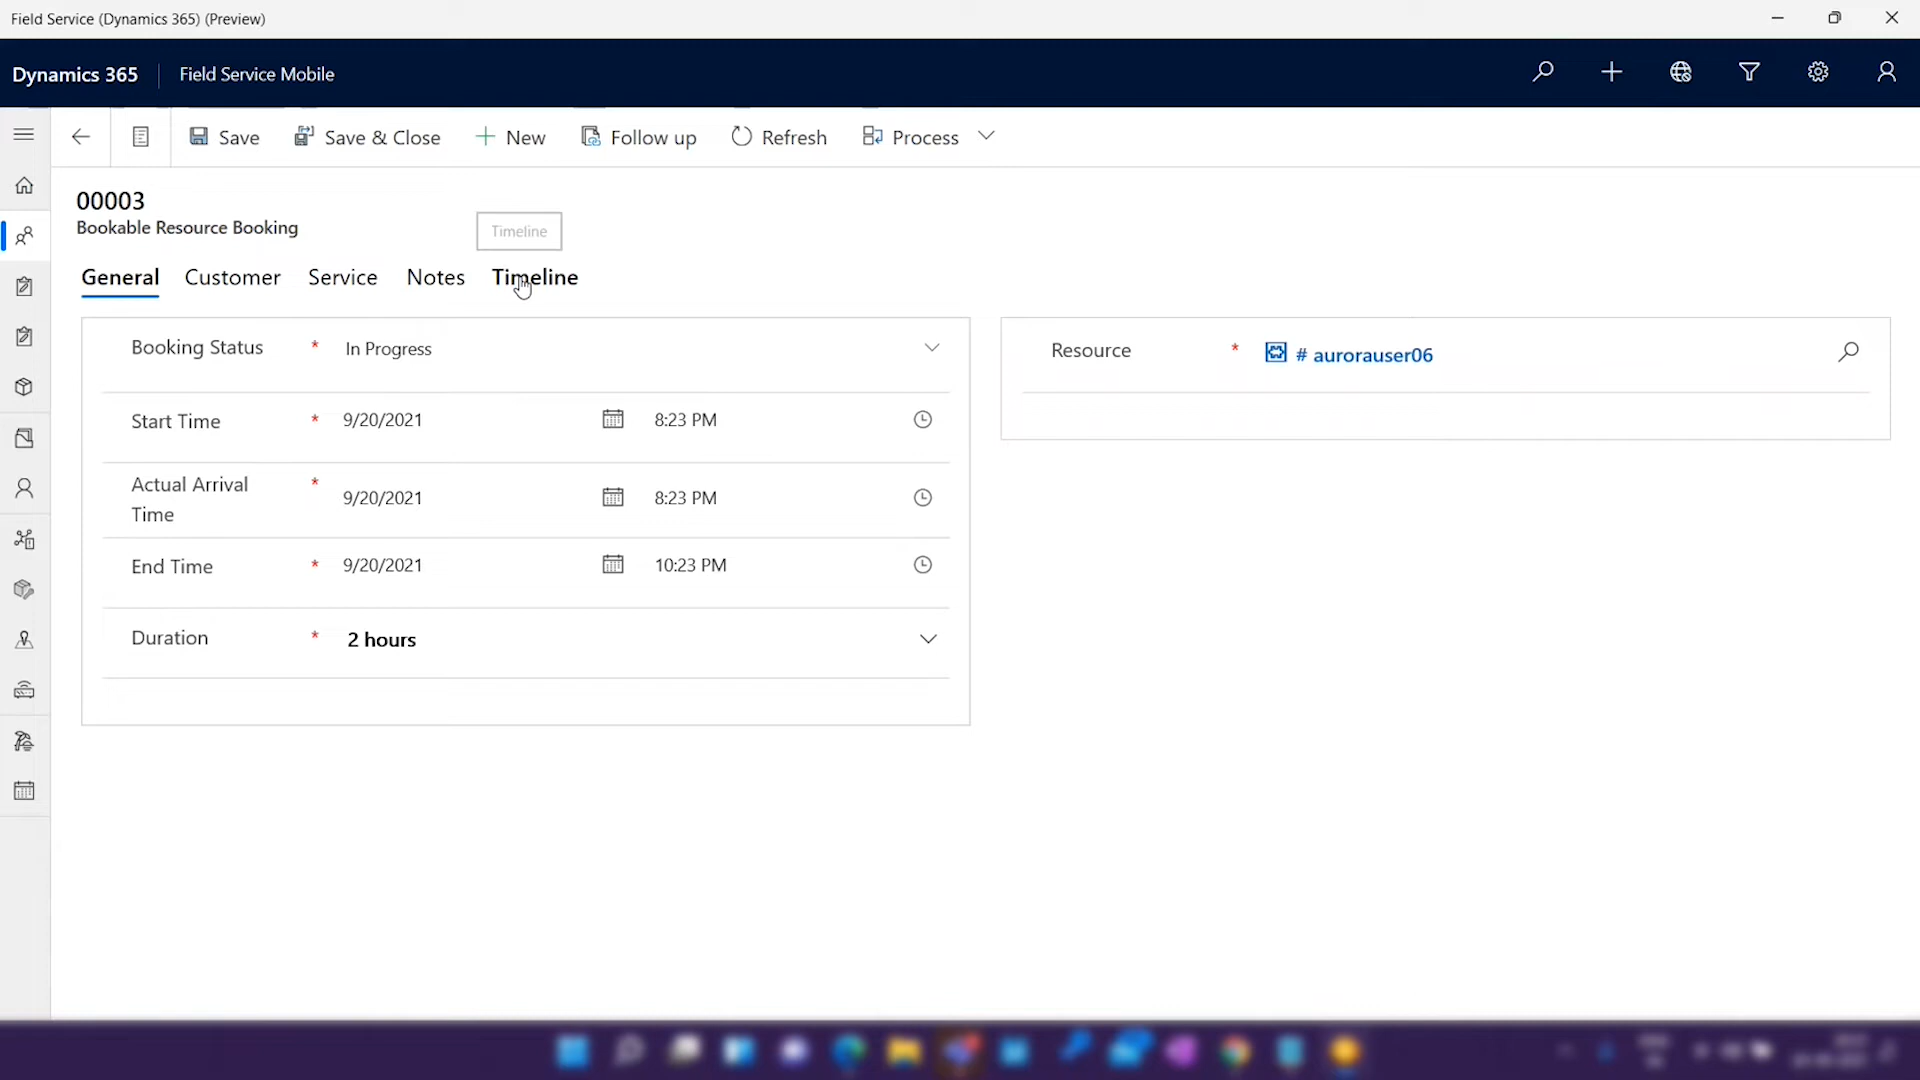 Field Service (Dynamics 365) (Preview)
Dynamics 365
Field Service Mobile
Save
Save & Close
New
Follow up
Refresh
Process
00003
Bookable Resource Booking
Timeline
General
Customer
Service
Notes
Timeline
Booking Status * In Progress
Resource * # aurorauser06
Start Time * 9/20/2021 8:23 PM
Actual Arrival
Time * 9/20/2021 8:23 PM
End Time * 9/20/2021 10:23 PM
Duration * 2 hours